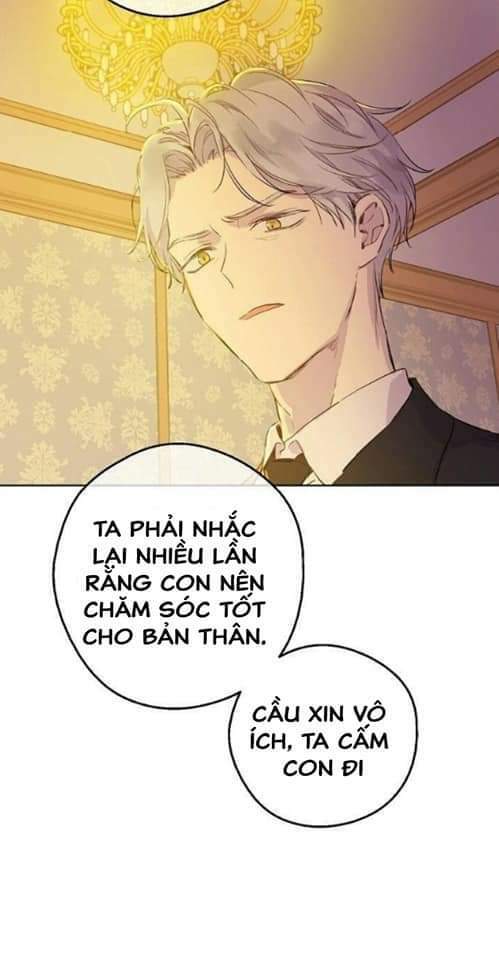 TA PHẢI NHẮC
LẠI NHIỀU LẦN
RẰNG CON NÊN
CHĂM SÓC TỐT
CHO BẢN THÂN.
CẦU XIN VÔ
ÍCH, TA CẤM
CON ĐI